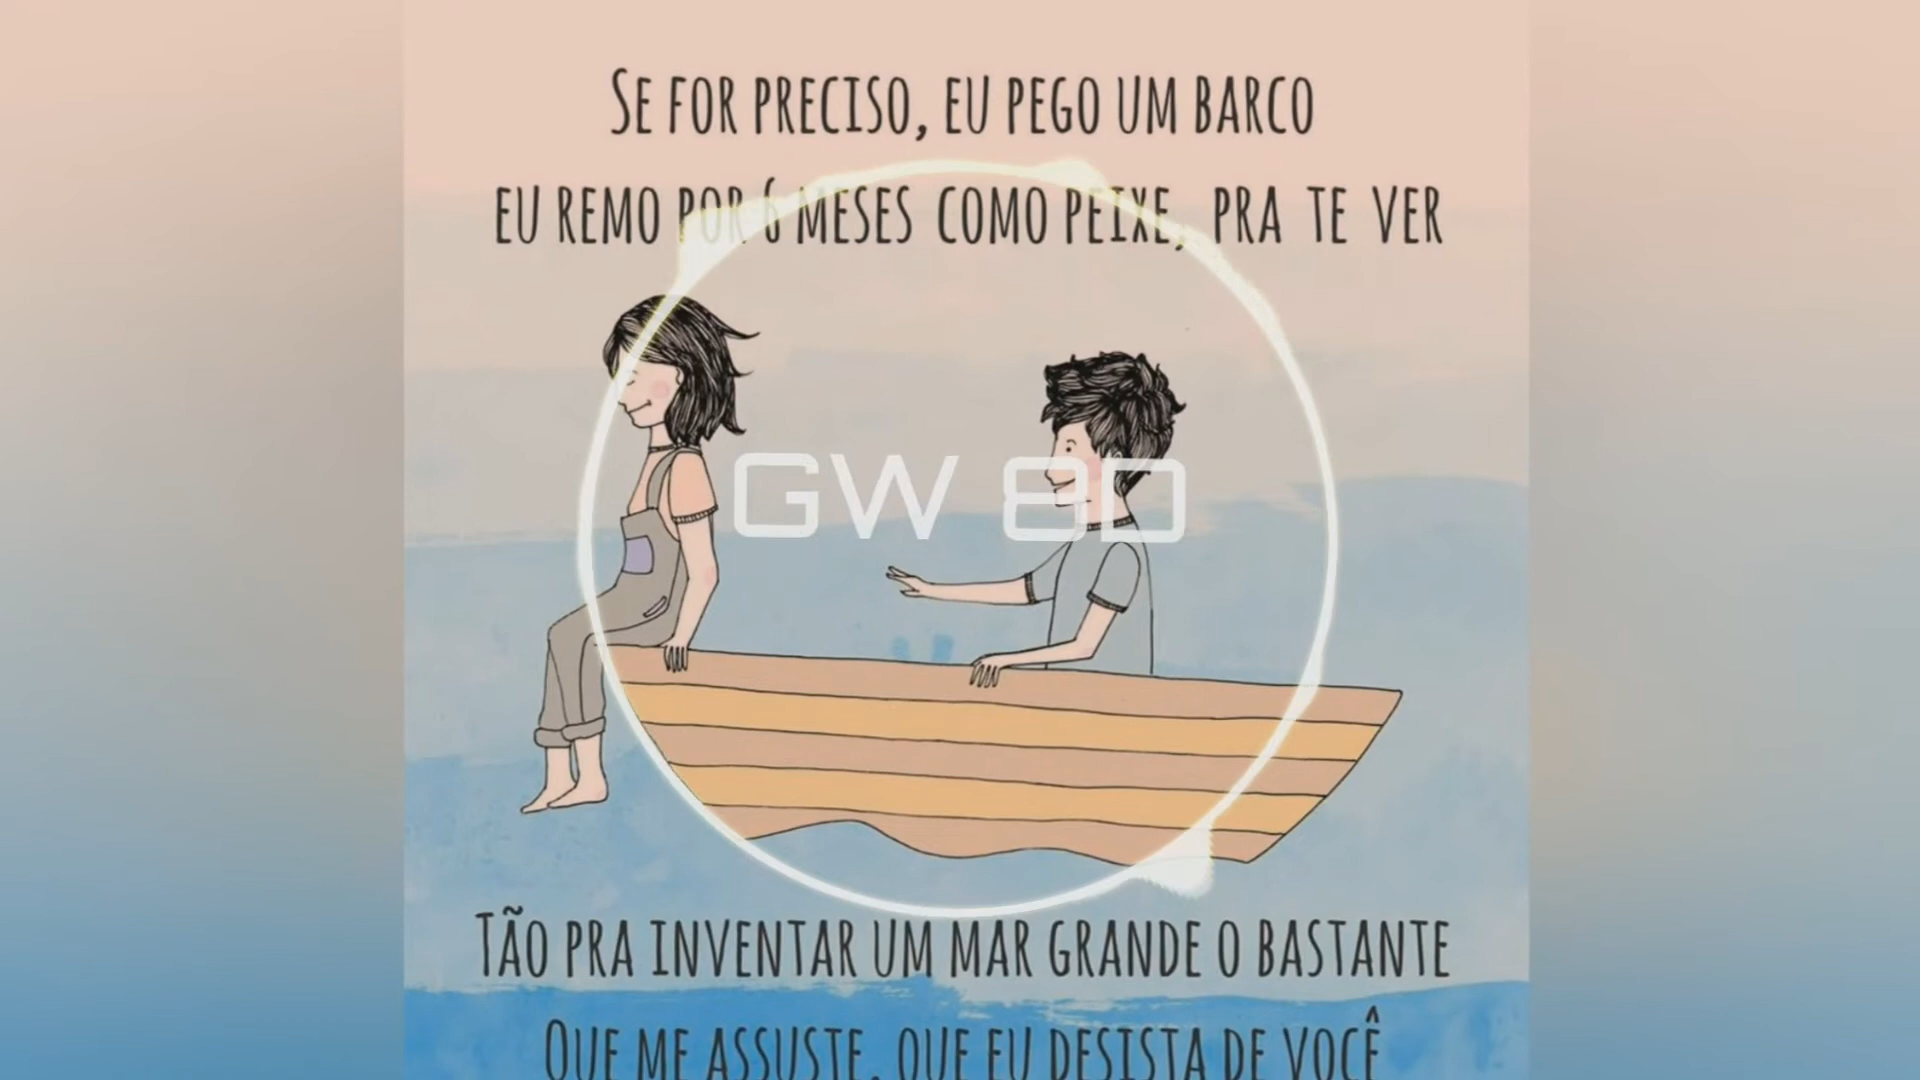 SE FOR PRECISO, EU PEGO UM BARCO
EU REMO POR 6 MESES COMO PEIXE, PRA TE VER
GW 8D
TÃO PRA INVENTAR UM MAR GRANDE O BASTANTE
QUE ME ASSUSTE, QUE EU DESISTA DE VOCÊ